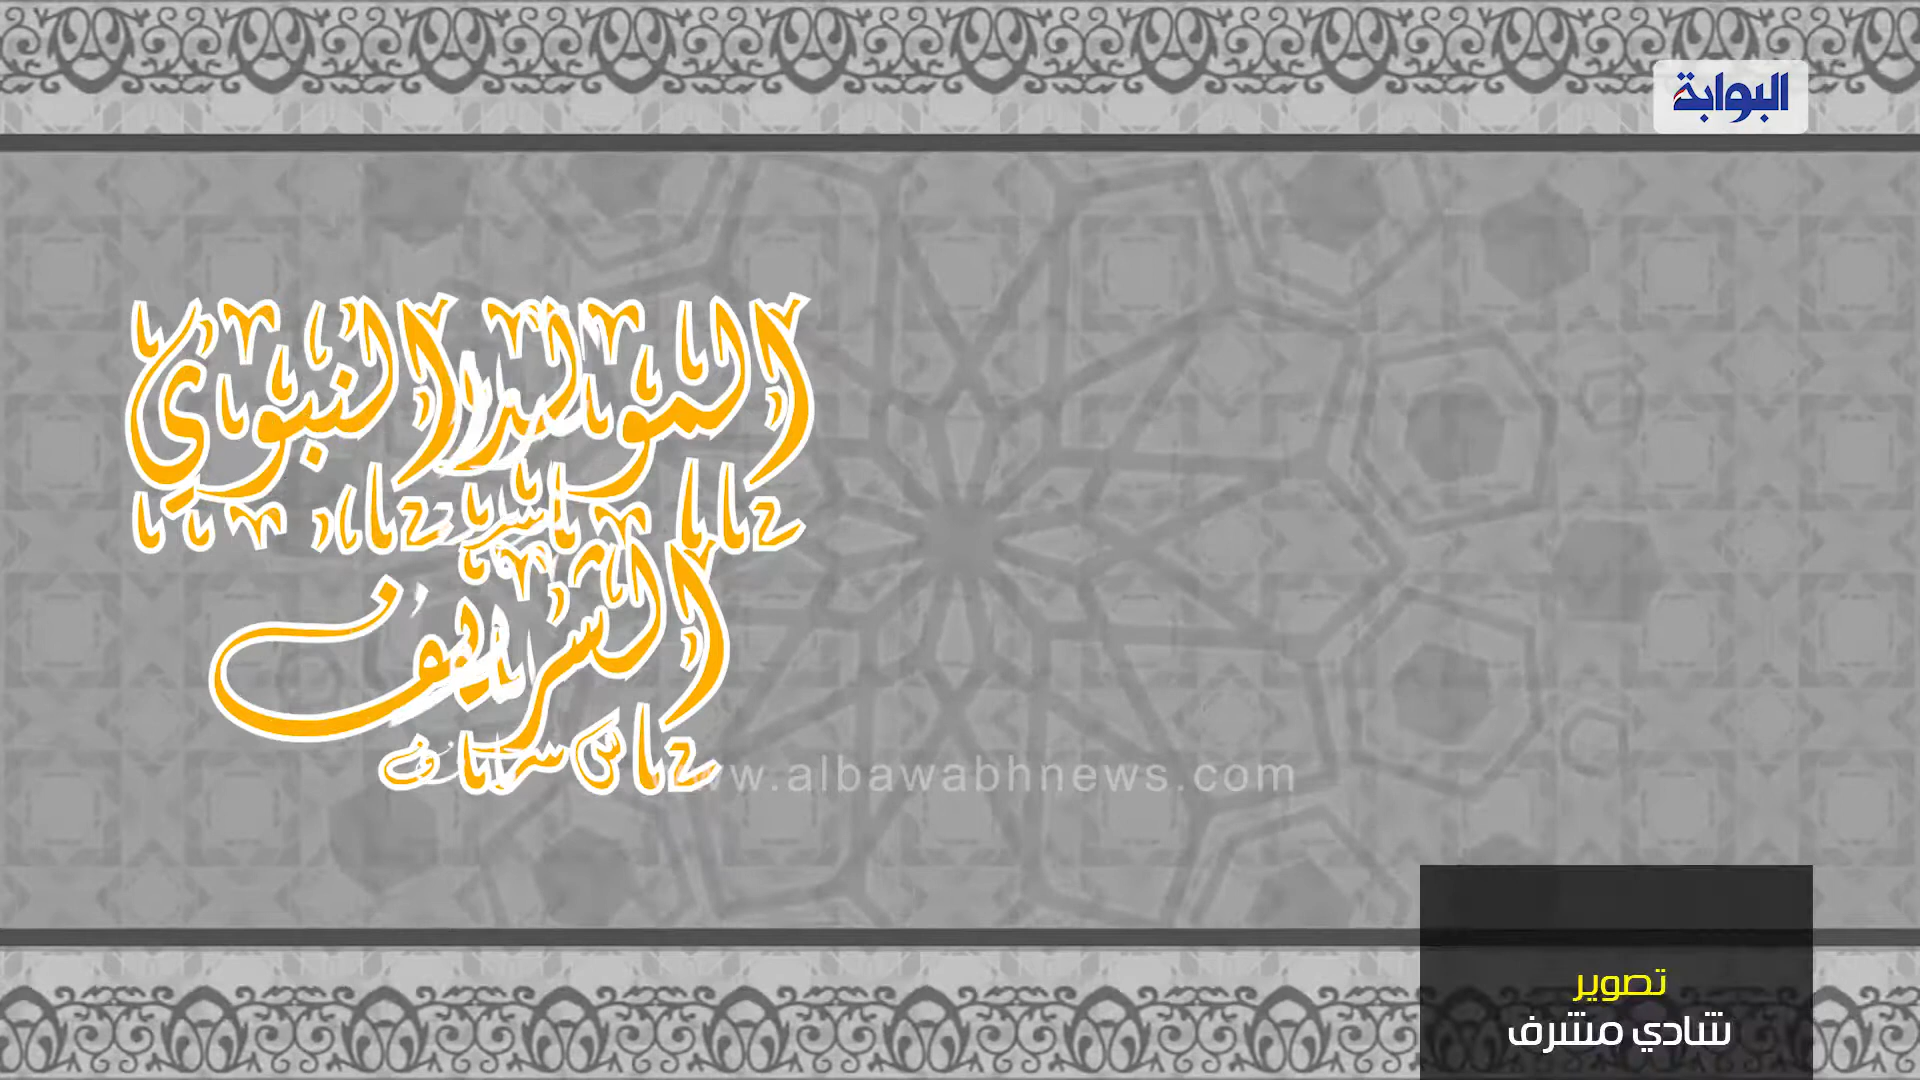 البوابة
المولد النبوي
الشريف
www.albawabhnews.com
تصوير
شادي مشرف